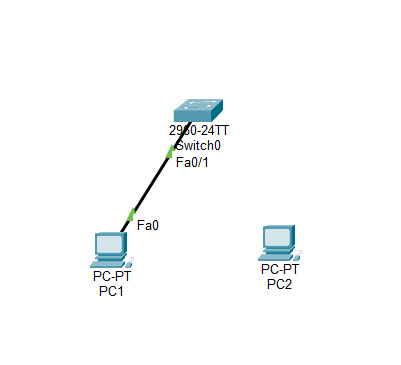 2960-24TT
Switch0
Fa0/1
Fa0
PC-PT
PC1
PC-PT
PC2